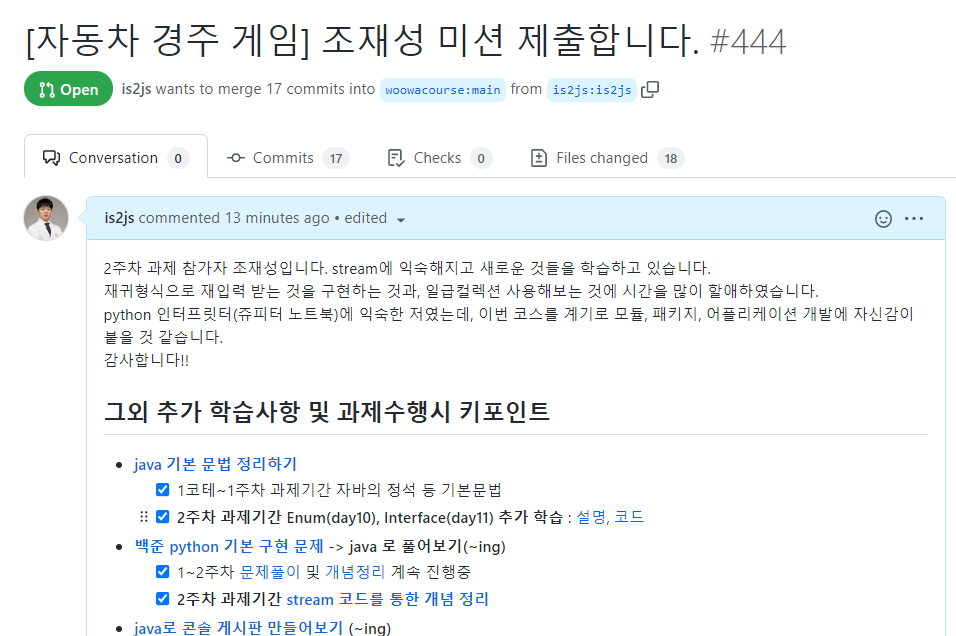 [자동차 경주 게임] 조재성 미션 제출합니다. #444
Open is2js wants to merge 17 commits into woowacourse:main from is2js:is2js
Conversation 0 Commits 17 Checks 0 Files changed 18
is2js commented 13 minutes ago • edited
2주차 과제 참가자 조재성입니다. stream에 익숙해지고 새로운 것들을 학습하고 있습니다.
재귀형식으로 재입력 받는 것을 구현하는 것과, 일급컬렉션 사용해보는 것에 시간을 많이 할애하였습니다.
python 인터프릿터(쥬피터 노트북)에 익숙한 저였는데, 이번 코스를 계기로 모듈, 패키지, 어플리케이션 개발에 자신감이
붙을 것 같습니다.
감사합니다!!
그외 추가 학습사항 및 과제수행시 키포인트
• java 기본 문법 정리하기
1코테~1주차 과제기간 자바의 정석 등 기본문법
2주차 과제기간 Enum(day10), Interface(day11) 추가 학습 : 설명, 코드
• 백준 python 기본 구현 문제 -> java 로 풀어보기(~ing)
1~2주차 문제풀이 및 개념정리 계속 진행중
2주차 과제기간 stream 코드를 통한 개념 정리
• java로 콘솔 게시판 만들어보기 (~ing)